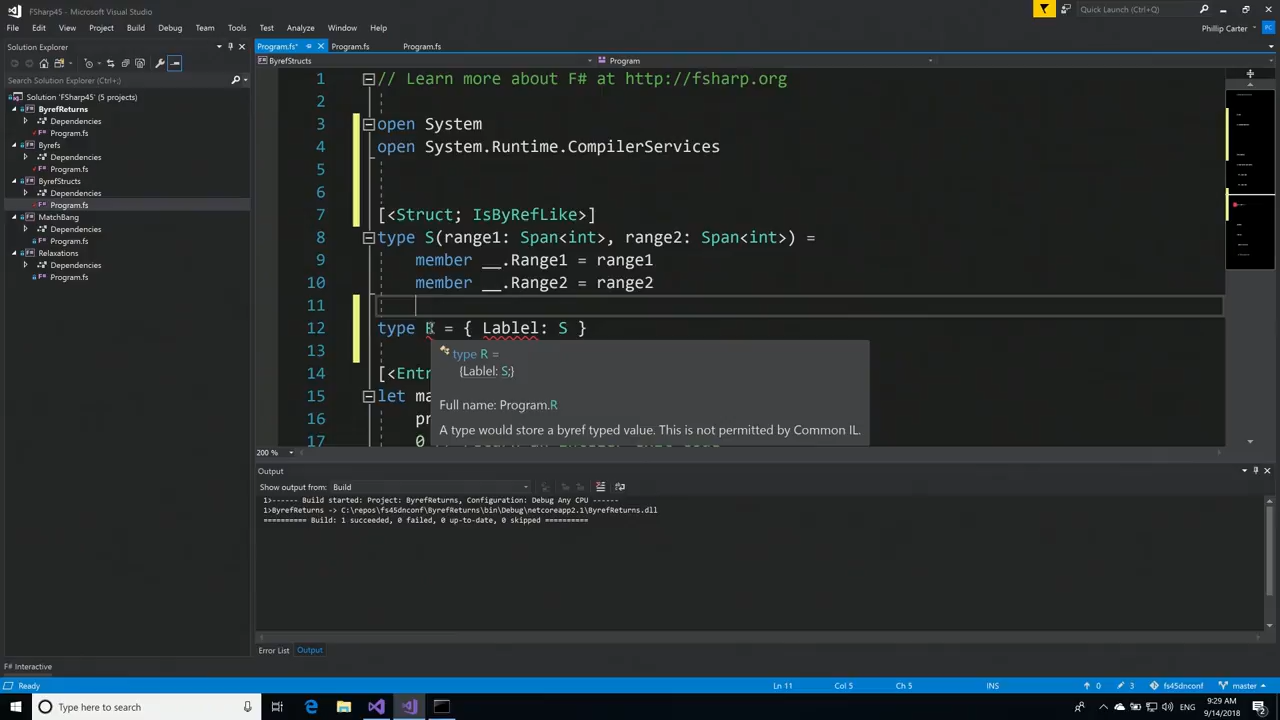 FSharp45 - Microsoft Visual Studio
Quick Launch (Ctrl+Q)
File Edit View Project Build Debug Team Tools Test Analyze Window Help
Phillip Carter
PC
Solution Explorer
Program.fs* Program.fs Program.fs
ByrefStructs Program
Search Solution Explorer
Solution 'FSharp45' (5 projects)
ByrefReturns
Dependencies
Program.fs
Byrefs
Dependencies
Program.fs
ByrefStructs
Dependencies
Program.fs
MatchBang
Dependencies
Program.fs
Relaxations
Dependencies
Program.fs
1 // Learn more about F# at http://fsharp.org
2
3 open System
4 open System.Runtime.CompilerServices
5
6
7 [<Struct; IsByRefLike>]
8 type S(range1: Span<int>, range2: Span<int>) =
9 member __.Range1 = range1
10 member __.Range2 = range2
11
12 type R = { Lablel: S }
13
14 [<Entr
15 let ma
16 pr
17 0
type R =
{Lablel: S;}
Full name: Program.R
A type would store a byref typed value. This is not permitted by Common IL.
200 %
Output
Show output from: Build
1>------ Build started: Project: ByrefReturns, Configuration: Debug Any CPU ------
1>ByrefReturns -> C:\repos\fs45dnconf\ByrefReturns\bin\Debug\netcoreapp2.1\ByrefReturns.dll
========== Build: 1 succeeded, 0 failed, 0 up-to-date, 0 skipped ==========
Error List Output
F# Interactive
Ready Ln 11 Col 5 Ch 5 INS 0 3 fs45dnconf master
Type here to search
ENG
9:29 AM
9/14/2018
2